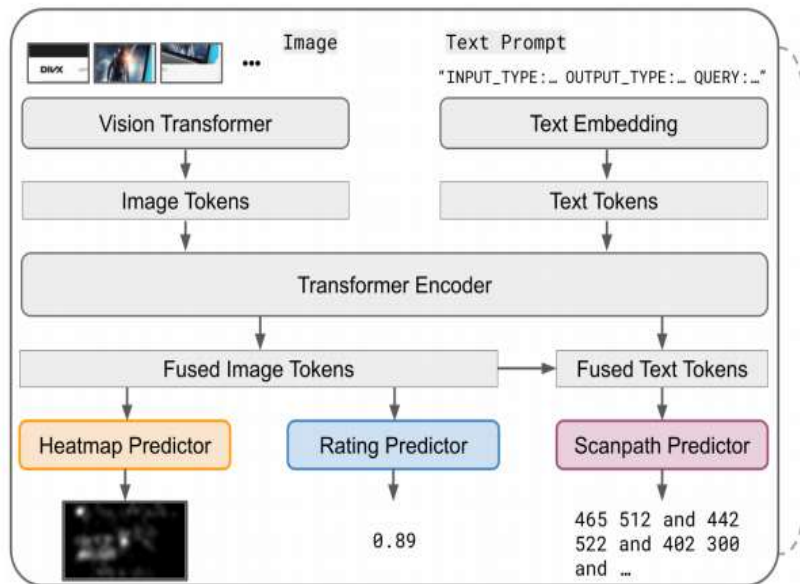 Image
Text Prompt
DIVX
"INPUT_TYPE:… OUTPUT_TYPE:… QUERY:…"
Vision Transformer
Text Embedding
Image Tokens
Text Tokens
Transformer Encoder
Fused Image Tokens
Fused Text Tokens
Heatmap Predictor
Rating Predictor
Scanpath Predictor
0.89
465 512 and 442
522 and 402 300
and …